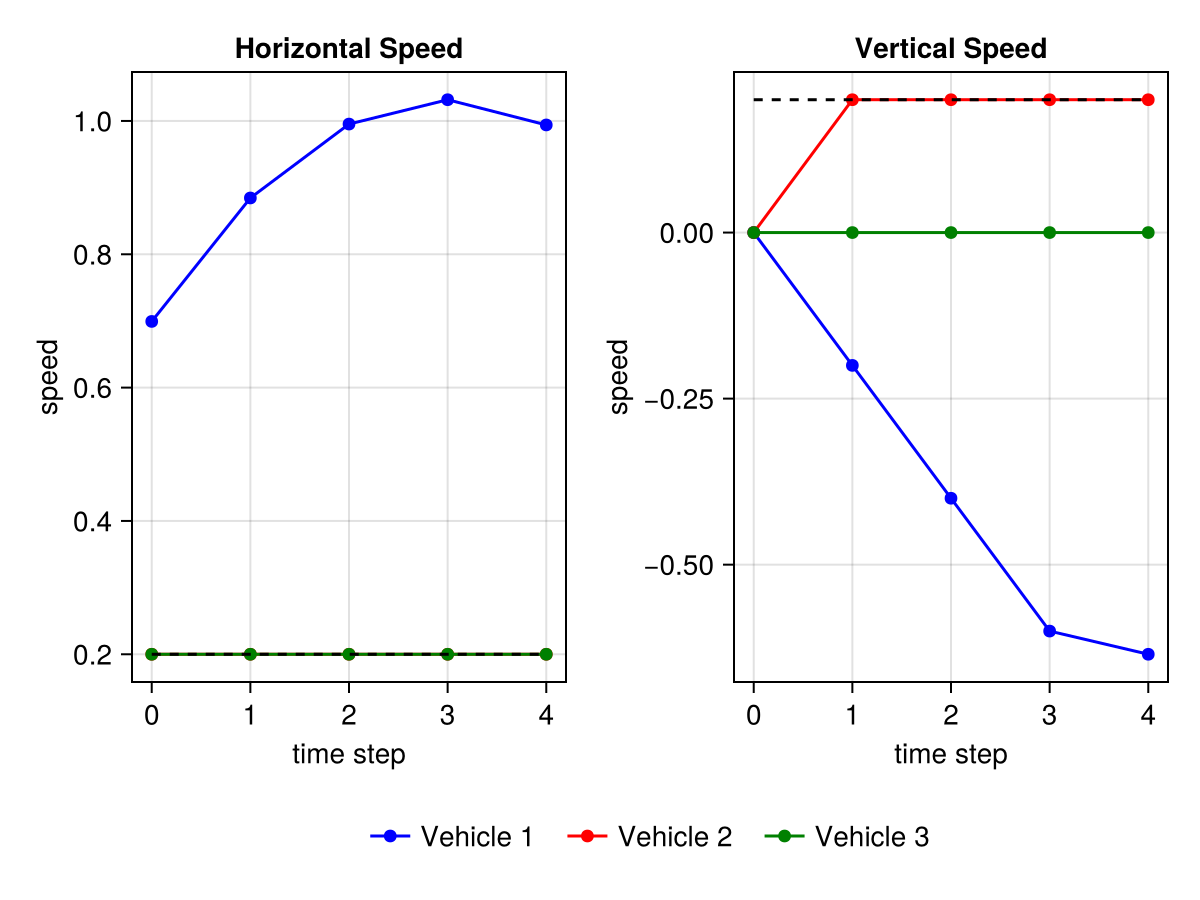 Horizontal Speed
1.0
0.8
0.6
0.4
0.2
speed
0 1 2 3 4
time step
Vertical Speed
0.00
−0.25
−0.50
speed
0 1 2 3 4
time step
Vehicle 1 Vehicle 2 Vehicle 3